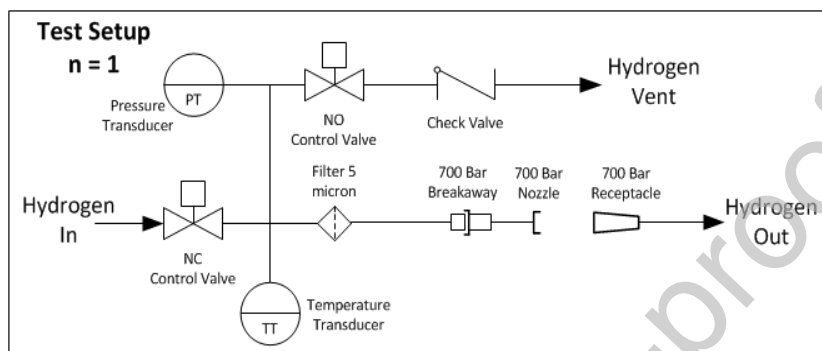 Test Setup
n = 1
PT
Pressure
Transducer
NO
Control Valve
Check Valve
Hydrogen
Vent
Hydrogen
In
NC
Control Valve
Filter 5
micron
700 Bar
Breakaway
700 Bar
Nozzle
700 Bar
Receptacle
Hydrogen
Out
TT
Temperature
Transducer